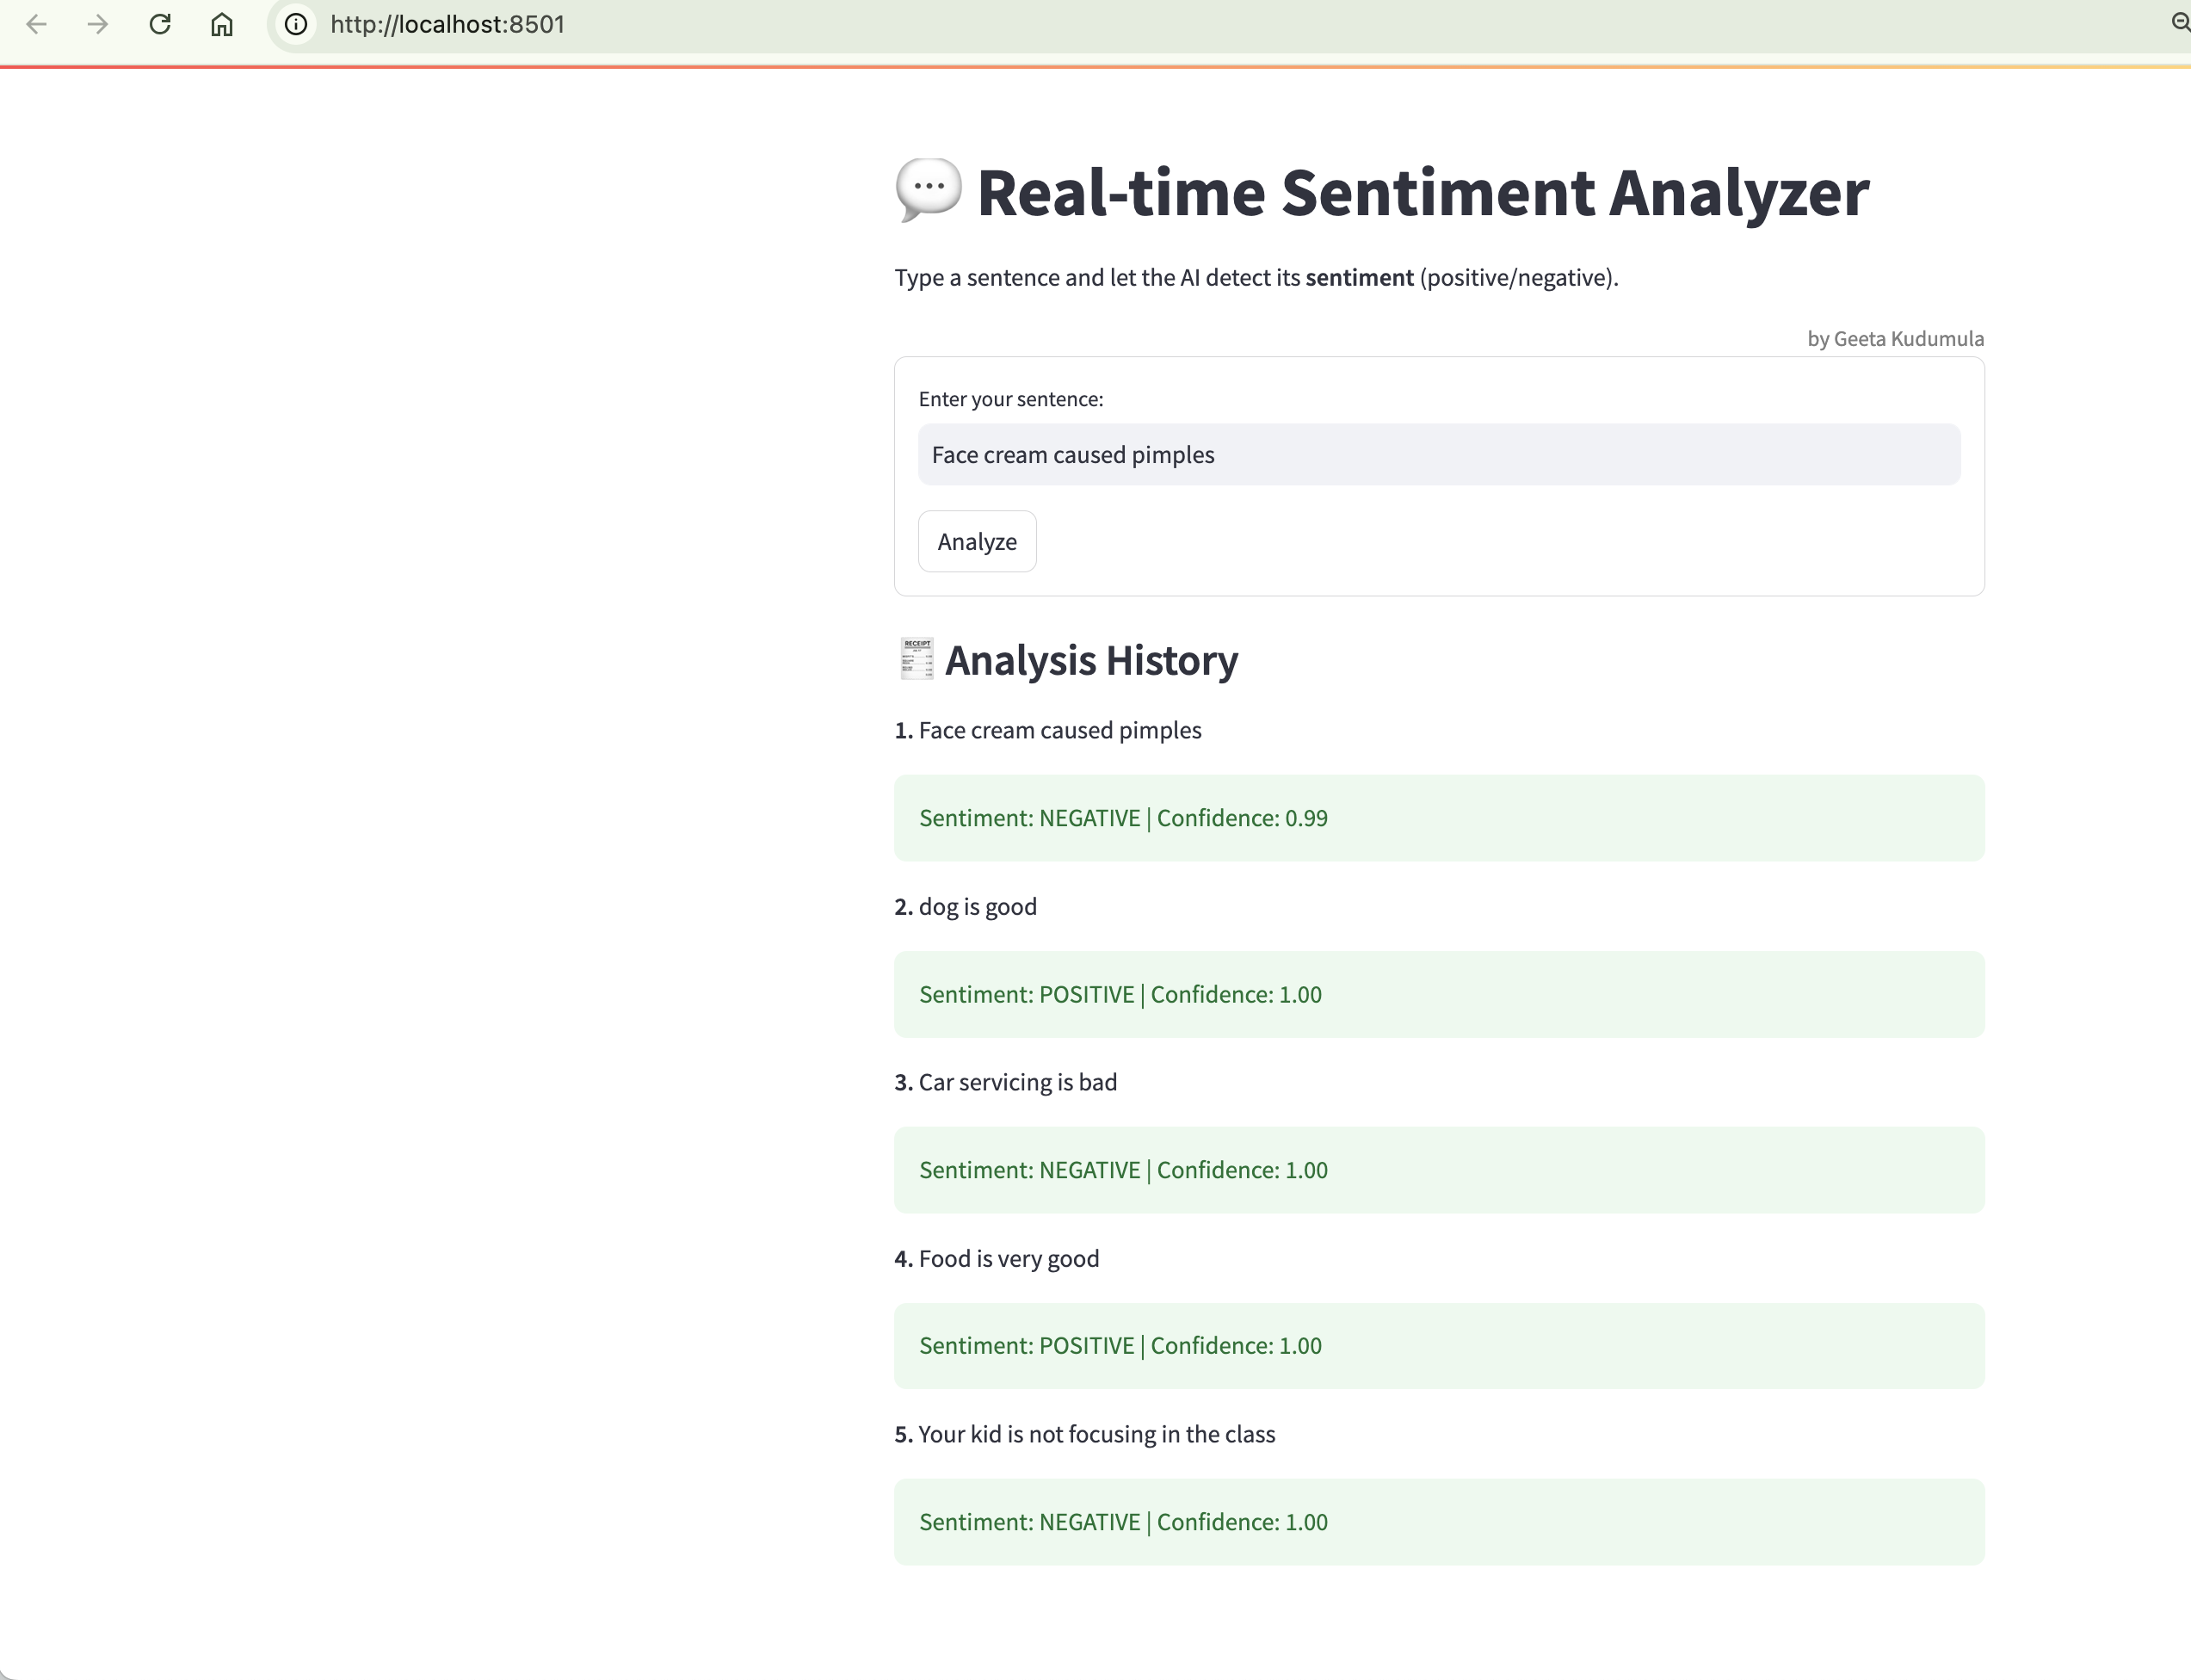 http://localhost:8501
Real-time Sentiment Analyzer
Type a sentence and let the AI detect its sentiment (positive/negative).
by Geeta Kudumula
Enter your sentence:
Face cream caused pimples
Analyze
RECEIPT
Analysis History
1. Face cream caused pimples
Sentiment: NEGATIVE | Confidence: 0.99
2. dog is good
Sentiment: POSITIVE | Confidence: 1.00
3. Car servicing is bad
Sentiment: NEGATIVE | Confidence: 1.00
4. Food is very good
Sentiment: POSITIVE | Confidence: 1.00
5. Your kid is not focusing in the class
Sentiment: NEGATIVE | Confidence: 1.00